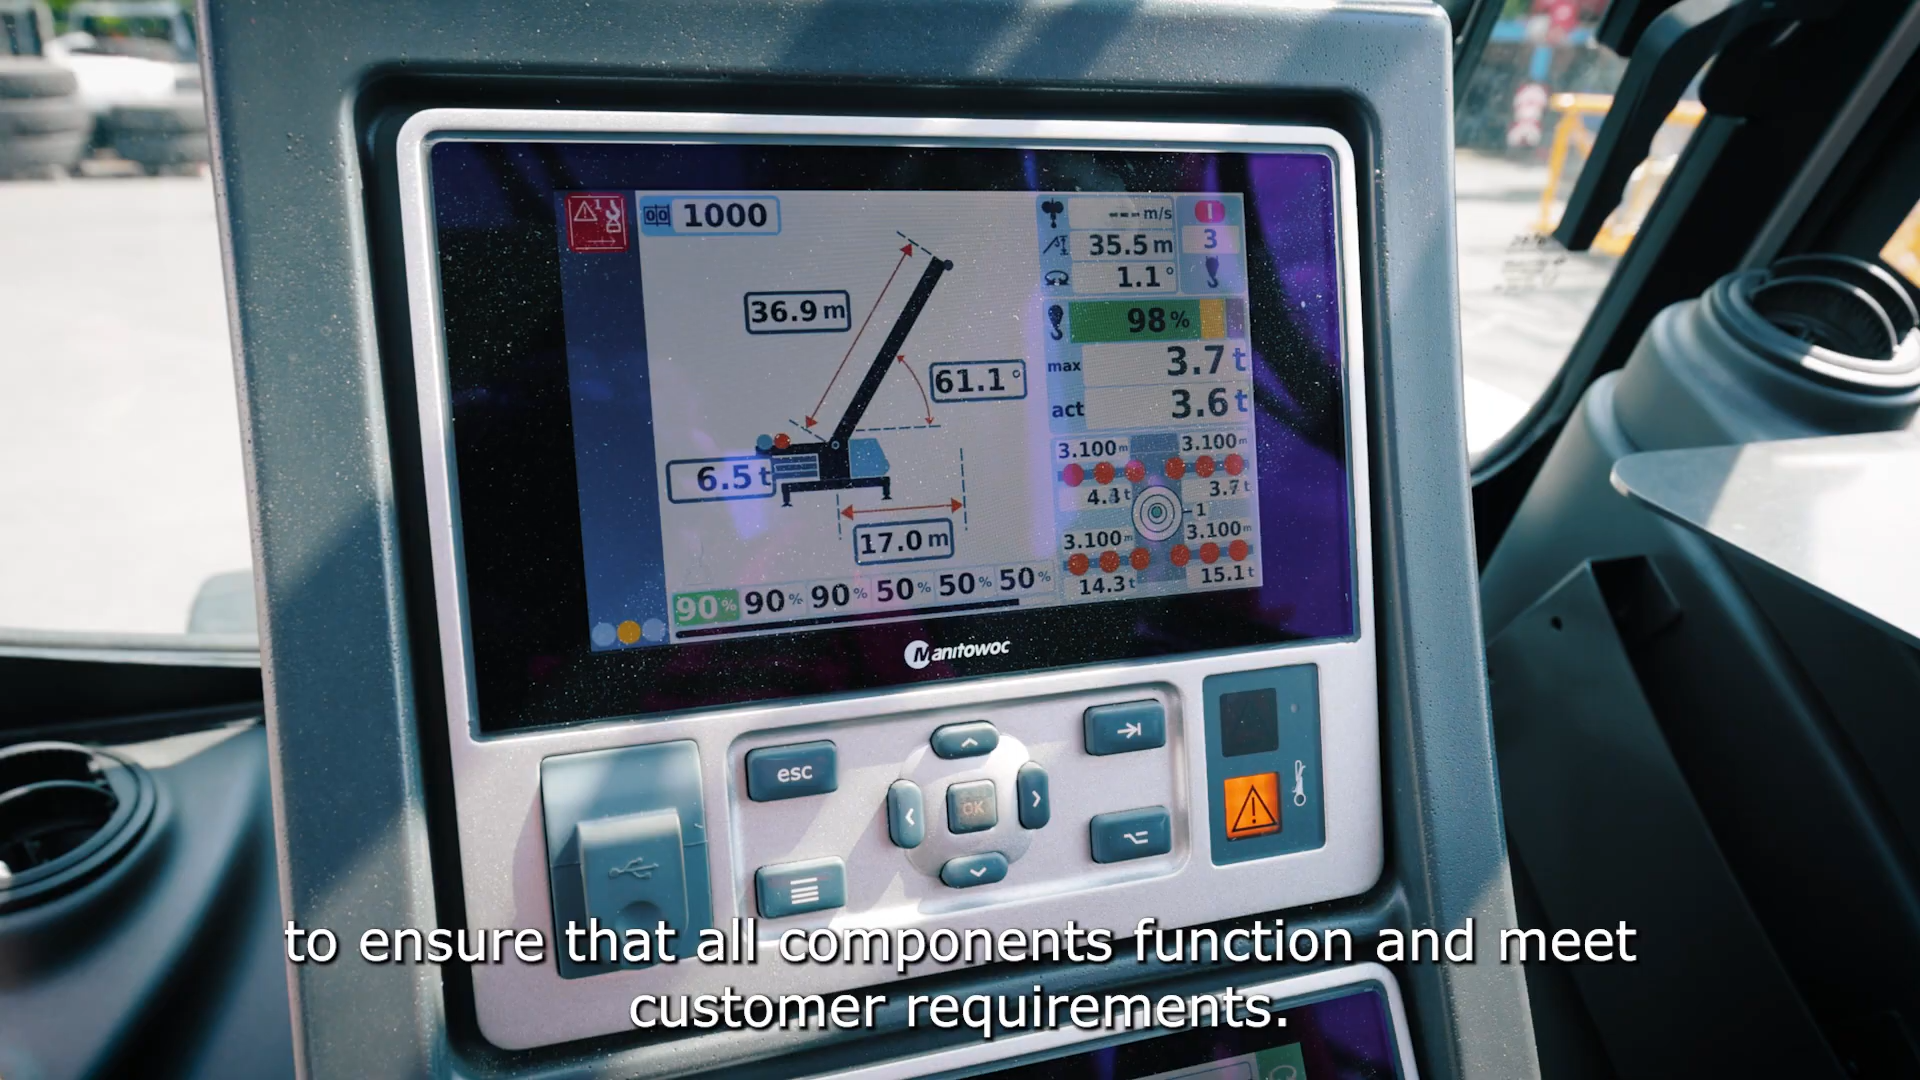 1000
--- m/s
I
35.5 m
3
1.1°
36.9 m
98 %
max 3.7 t
61.1°
act 3.6 t
3.100 m 3.100 m
6.5 t
3.7 t
1
17.0 m
3.100 m 3.100 m
90% 90% 90% 50% 50% 50%
14.3 t 15.1 t
Manitowoc
esc
OK
to ensure that all components function and meet
customer requirements.